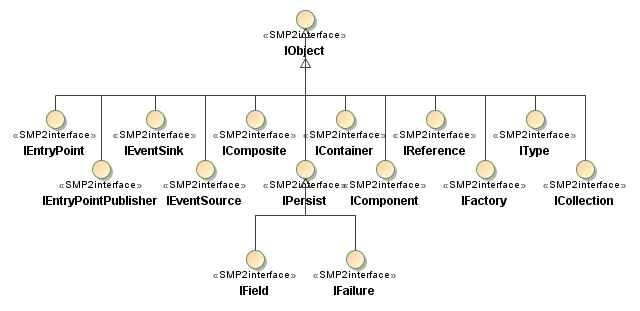 «SMP2interface»
IObject
«SMP2interface» «SMP2interface» «SMP2interface» «SMP2interface» «SMP2interface» «SMP2interface»
IEntryPoint IEventSink IComposite IContainer IReference IType
«SMP2interface» «SMP2interface» «SMP2interface» «SMP2interface» «SMP2interface» «SMP2interface»
IEntryPointPublisher IEventSource IPersist IComponent IFactory ICollection
«SMP2interface» «SMP2interface»
IField IFailure